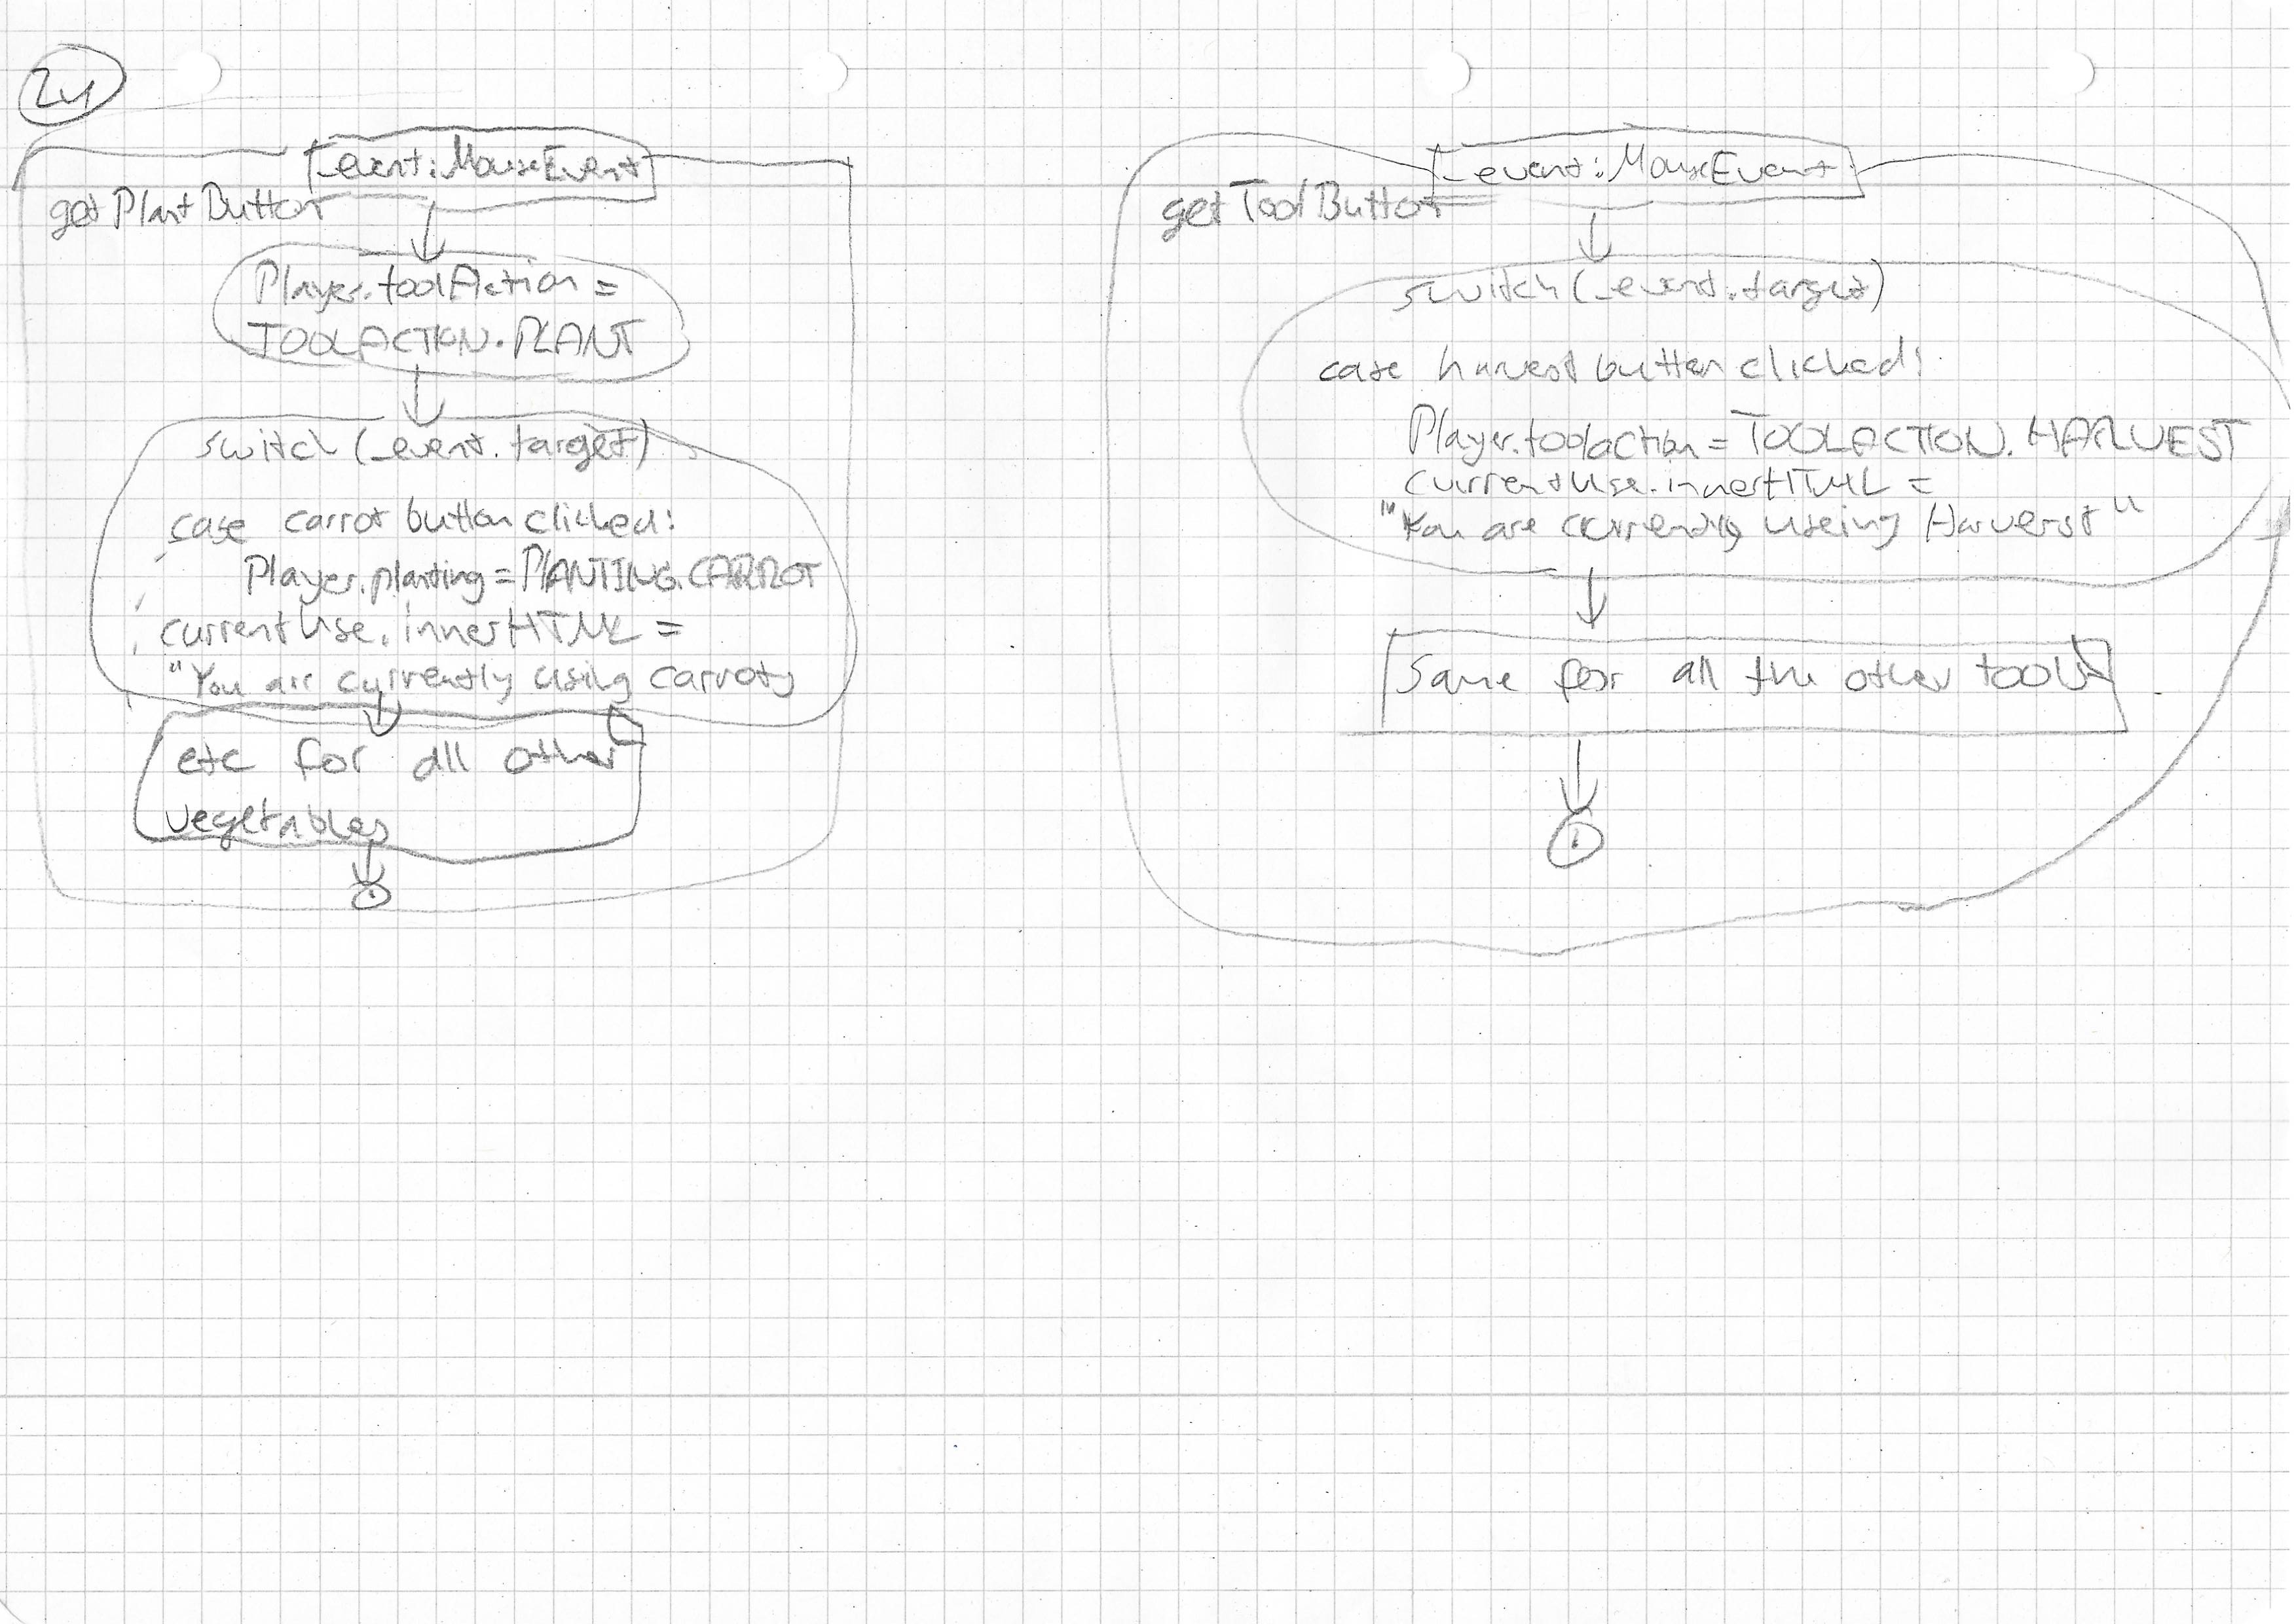 24
_event: MouseEvent
getPlantButton
Player.toolAction =
TOOLACTION.PLANT
switch (_event.target)
case carrot button clicked:
Player.planting = PLANTING.CARROT
currentUse.innerHTML =
"You are currently using carrots
etc for all other
vegetables
_event: MouseEvent
getToolButton
switch (_event.target)
case harvest button clicked:
Player.toolaction = TOOLACTION.HARVEST
currentUse.innerHTML =
"You are currently useing Harverst"
Same for all the other tools